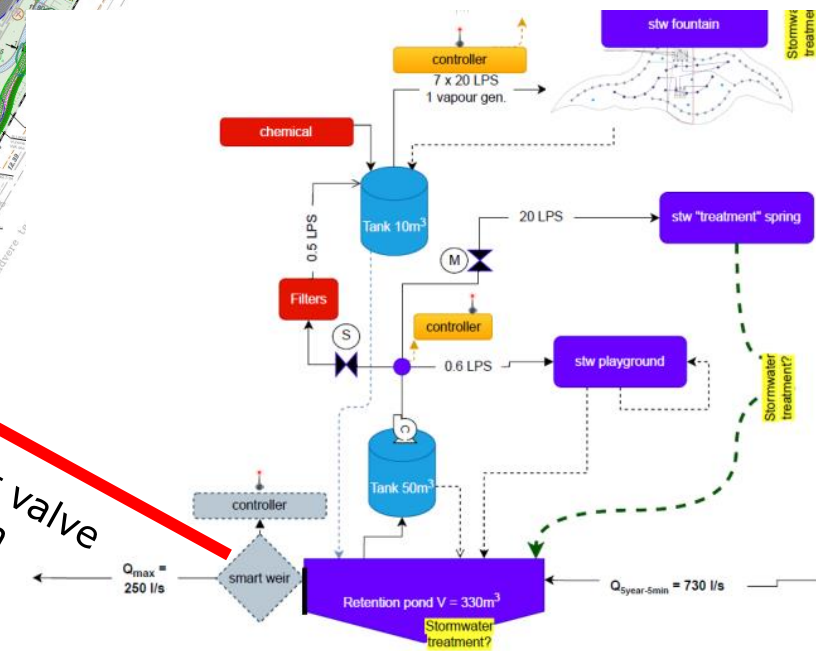 stw fountain
Stormwa
treatmen
controller
7 x 20 LPS
1 vapour gen.
chemical
Tank 10m³
0.5 LPS
20 LPS
stw "treatment" spring
M
Filters
controller
S
0.6 LPS
stw playground
Stormwater
treatment?
C
Tank 50m³
valve
controller
Qmax =
250 l/s
smart weir
Retention pond V = 330m³
Q5year-5min = 730 l/s
Stormwater
treatment?